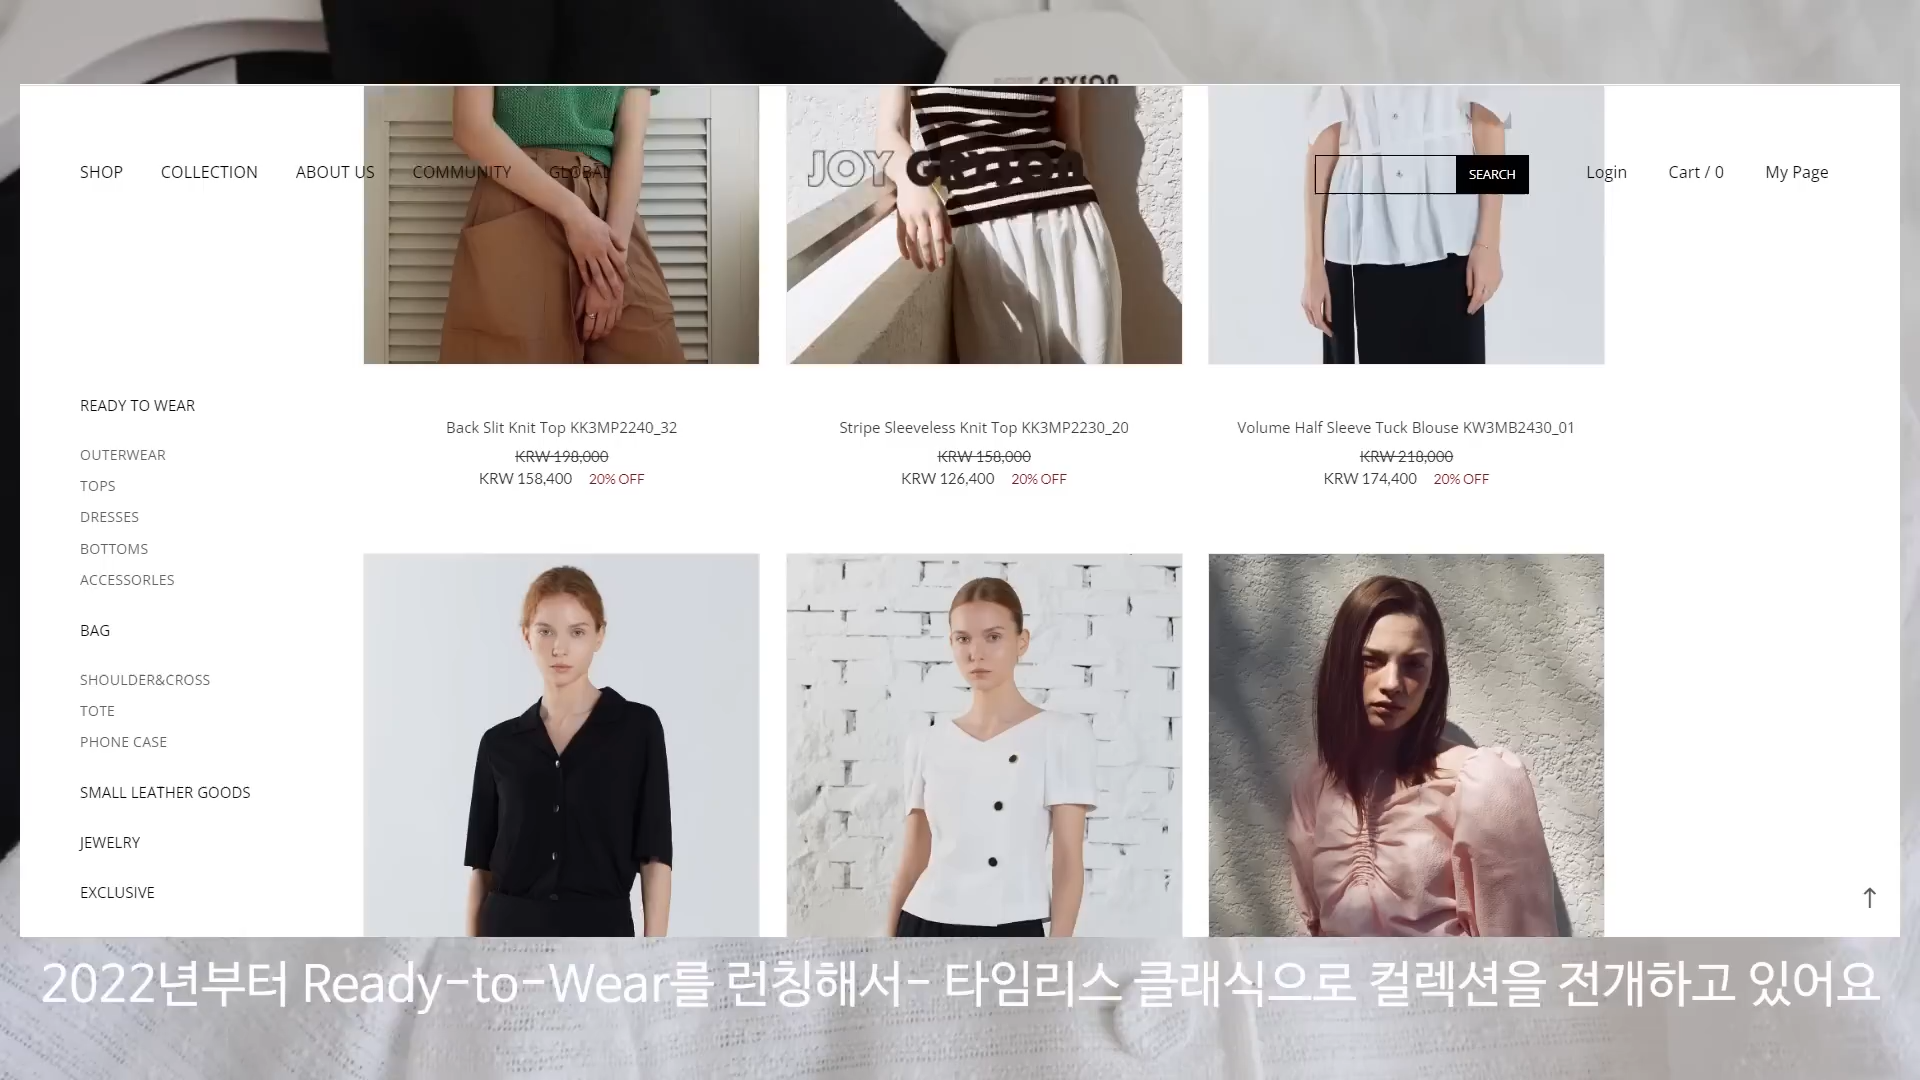 GRYSON
SHOP COLLECTION ABOUT US COMMUNITY GLOBAL JOY GRYSON SEARCH Login Cart / 0 My Page
READY TO WEAR
OUTERWEAR
TOPS
DRESSES
BOTTOMS
ACCESSORLES
BAG
SHOULDER&CROSS
TOTE
PHONE CASE
SMALL LEATHER GOODS
JEWELRY
EXCLUSIVE
Back Slit Knit Top KK3MP2240_32
KRW 198,000
KRW 158,400 20% OFF
Stripe Sleeveless Knit Top KK3MP2230_20
KRW 158,000
KRW 126,400 20% OFF
Volume Half Sleeve Tuck Blouse KW3MB2430_01
KRW 218,000
KRW 174,400 20% OFF
2022년부터 Ready-to-Wear를 런칭해서- 타임리스 클래식으로 컬렉션을 전개하고 있어요